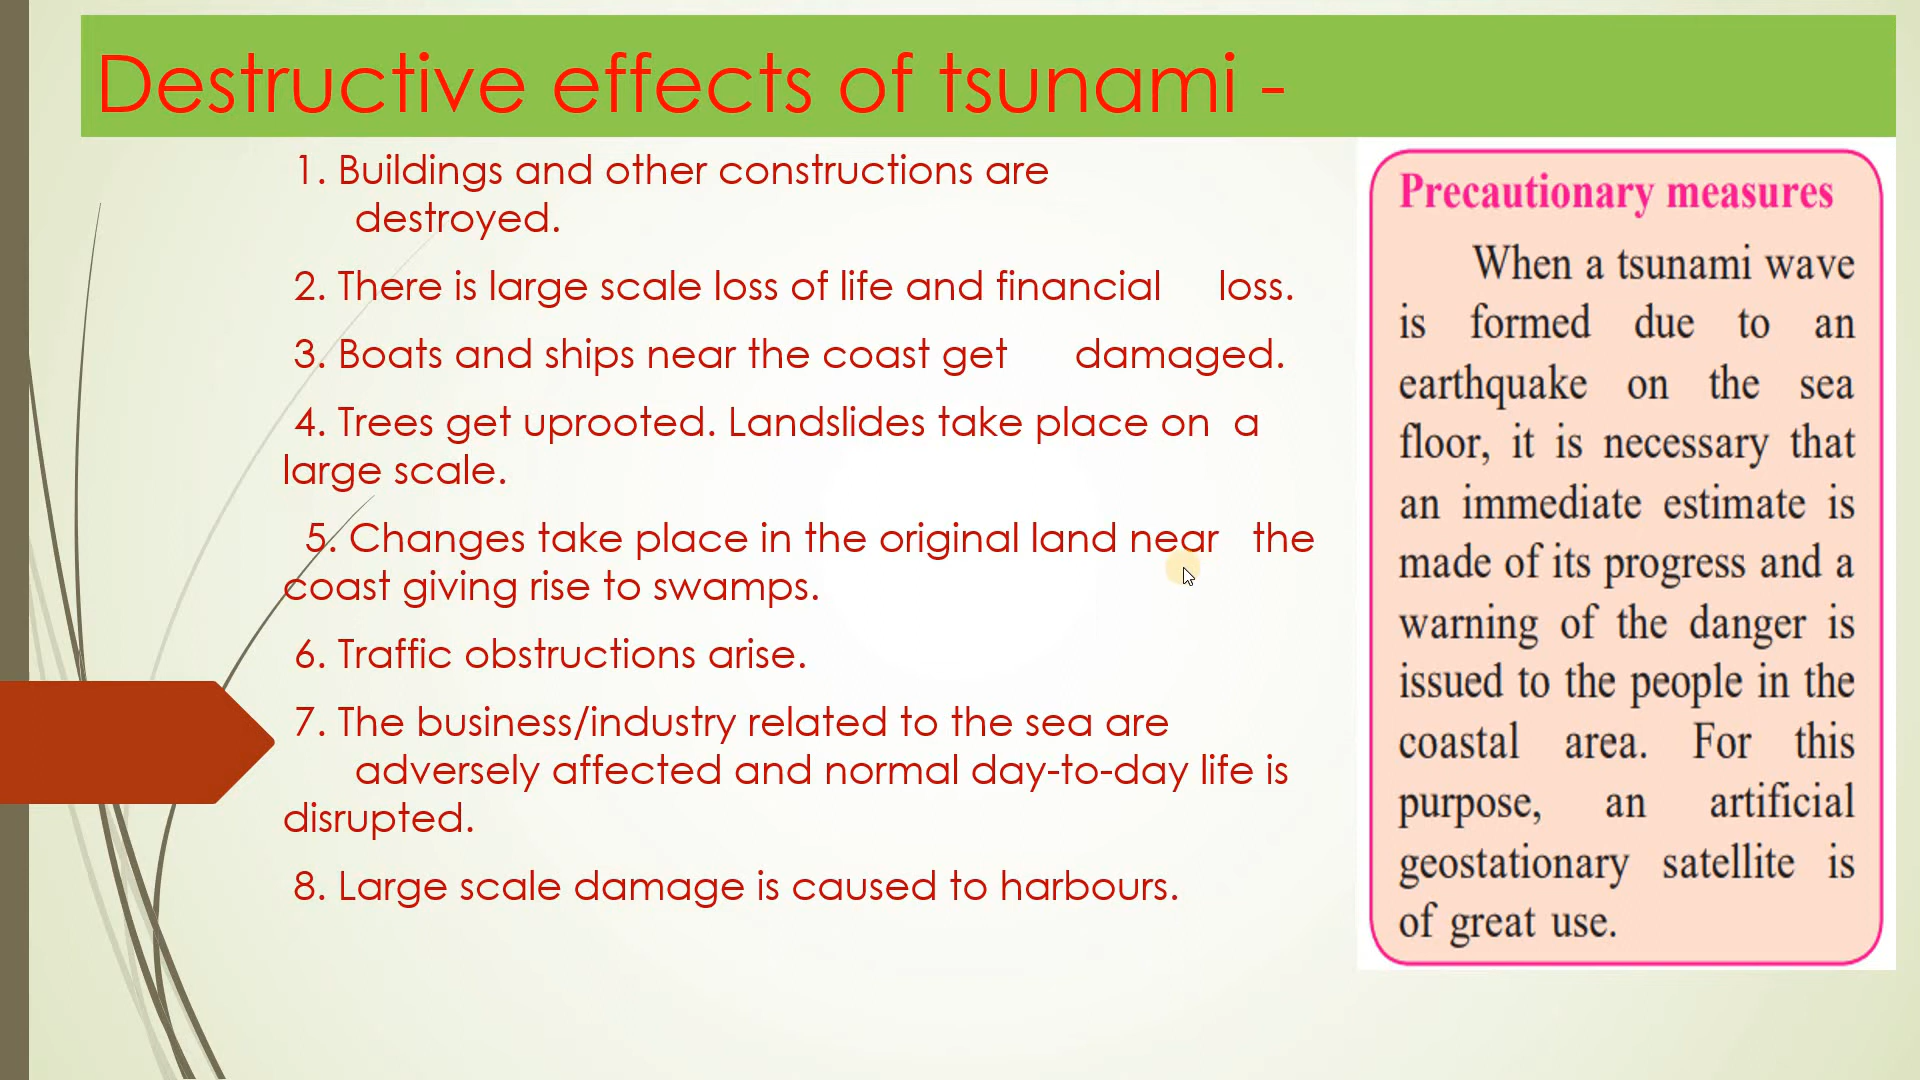 Destructive effects of tsunami -
1. Buildings and other constructions are
destroyed.
2. There is large scale loss of life and financial loss.
3. Boats and ships near the coast get damaged.
4. Trees get uprooted. Landslides take place on a
large scale.
5. Changes take place in the original land near the
coast giving rise to swamps.
6. Traffic obstructions arise.
7. The business/industry related to the sea are
adversely affected and normal day-to-day life is
disrupted.
8. Large scale damage is caused to harbours.
Precautionary measures
When a tsunami wave
is formed due to an
earthquake on the sea
floor, it is necessary that
an immediate estimate is
made of its progress and a
warning of the danger is
issued to the people in the
coastal area. For this
purpose, an artificial
geostationary satellite is
of great use.